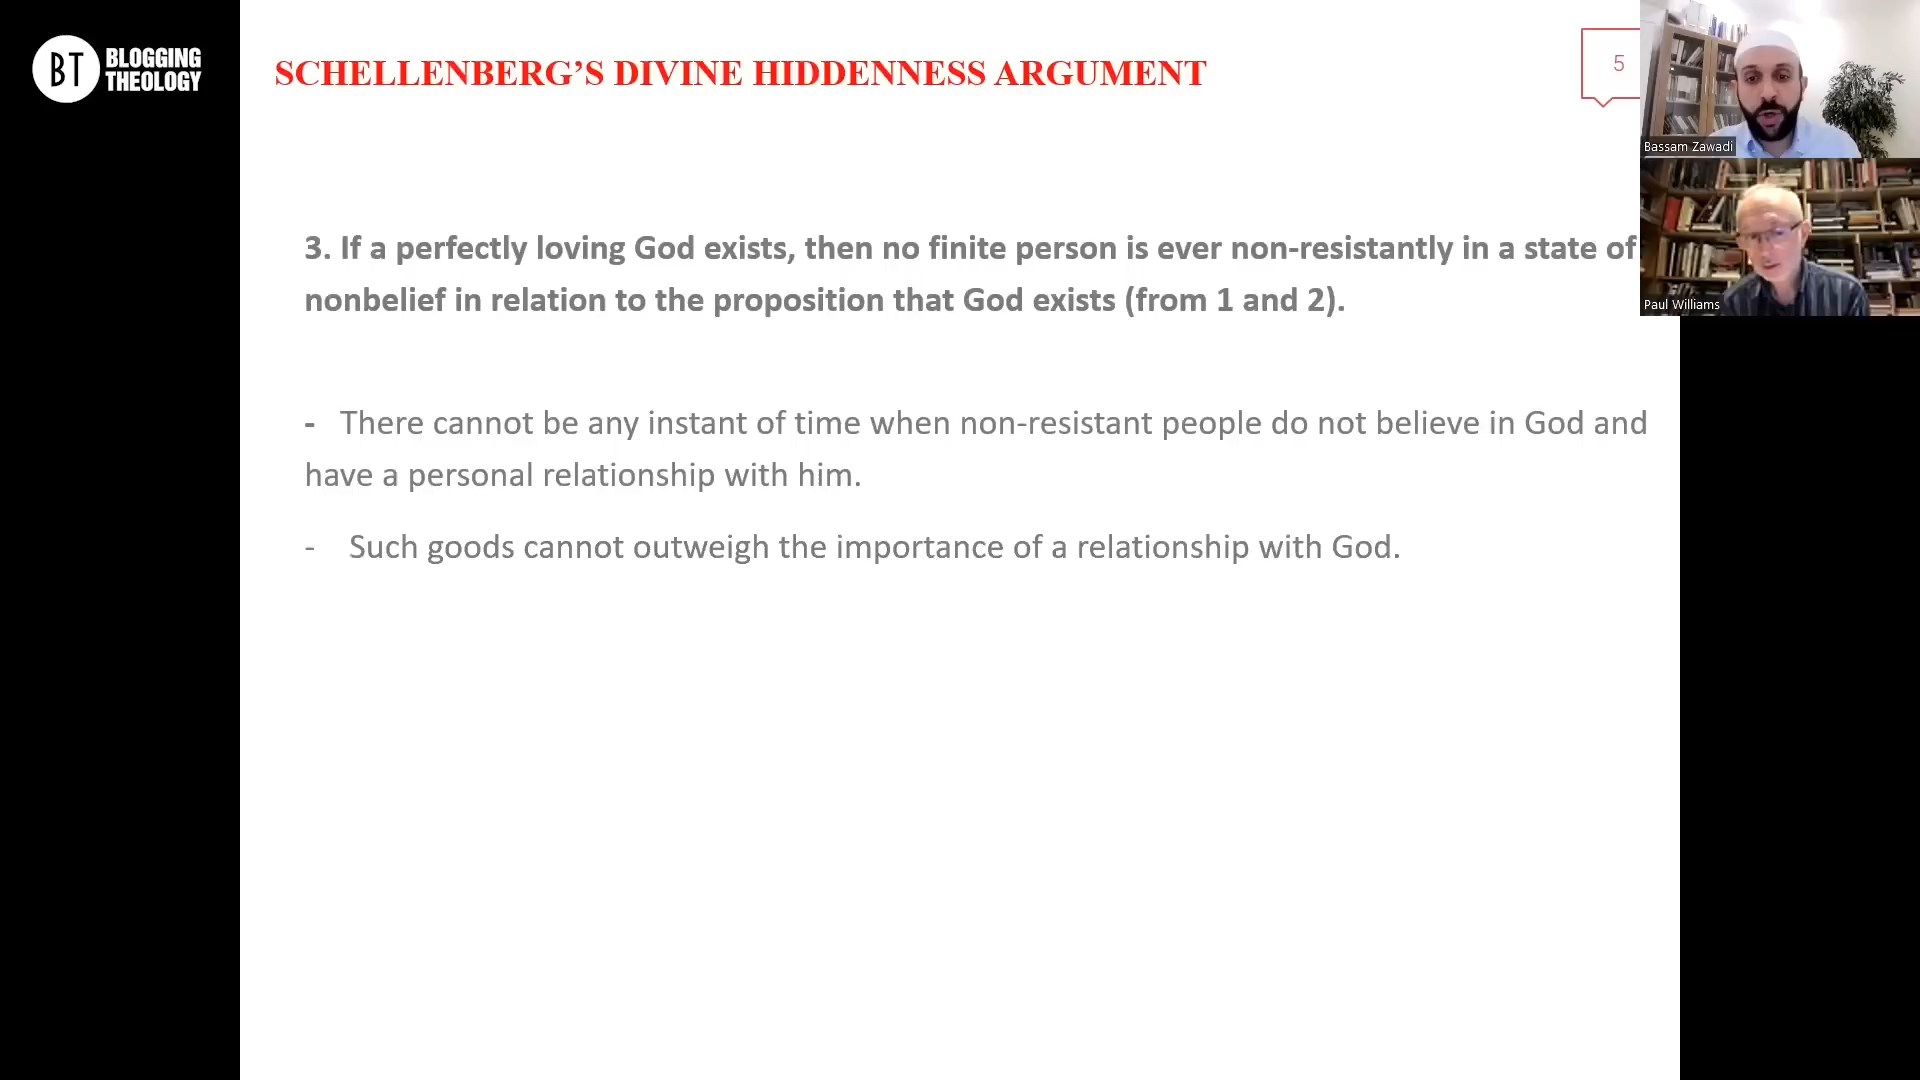 BT BLOGGING
THEOLOGY
SCHELLENBERG’S DIVINE HIDDENNESS ARGUMENT
5
Bassam Zawadi
Paul Williams
3. If a perfectly loving God exists, then no finite person is ever non-resistantly in a state of
nonbelief in relation to the proposition that God exists (from 1 and 2).
- There cannot be any instant of time when non-resistant people do not believe in God and
have a personal relationship with him.
- Such goods cannot outweigh the importance of a relationship with God.